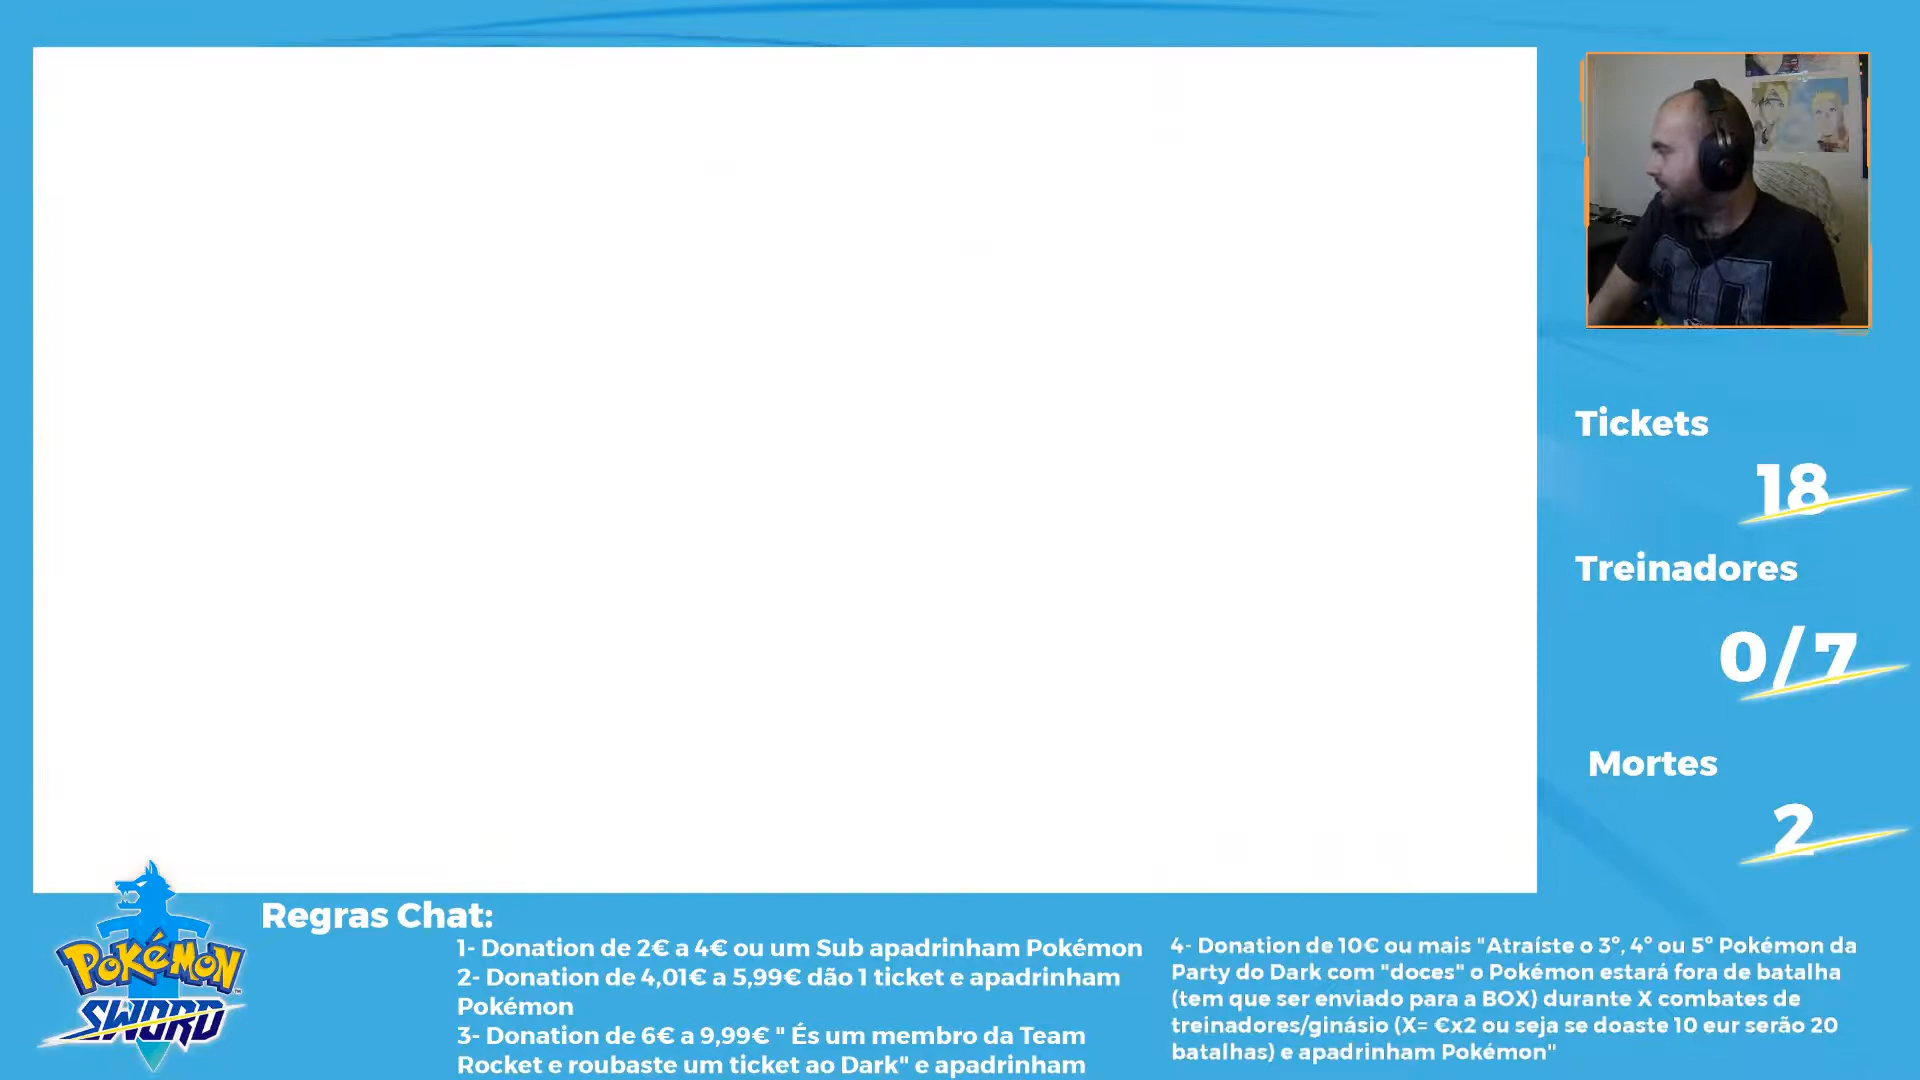 Tickets
18
Treinadores
0/7
Mortes
2
POKÉMON
SWORD
Regras Chat:
1- Donation de 2€ a 4€ ou um Sub apadrinham Pokémon
2- Donation de 4,01€ a 5,99€ dão 1 ticket e apadrinham
Pokémon
3- Donation de 6€ a 9,99€ " És um membro da Team
Rocket e roubaste um ticket ao Dark" e apadrinham
4- Donation de 10€ ou mais "Atraíste o 3º, 4º ou 5º Pokémon da
Party do Dark com "doces" o Pokémon estará fora de batalha
(tem que ser enviado para a BOX) durante X combates de
treinadores/ginásio (X= €x2 ou seja se doaste 10 eur serão 20
batalhas) e apadrinham Pokémon"